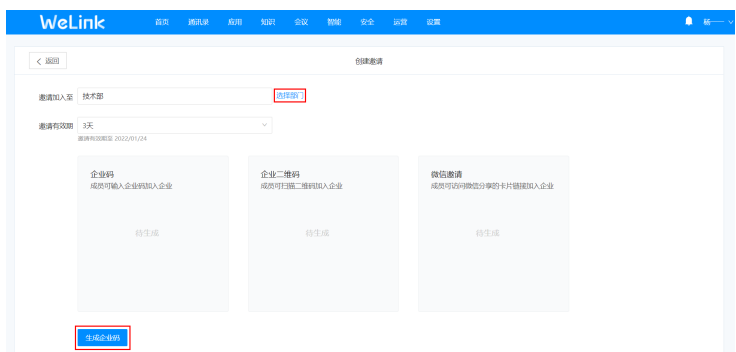 WeLink 首页 通讯录 应用 知识 会议 智能 安全 运营 设置 杨
返回 创建邀请
邀请加入至 技术部 选择部门
邀请有效期 3天
邀请有效期至 2022/01/24
企业码 企业二维码 微信邀请
成员可输入企业码加入企业 成员可扫描二维码加入企业 成员可访问微信分享的卡片链接加入企业
待生成 待生成 待生成
生成企业码